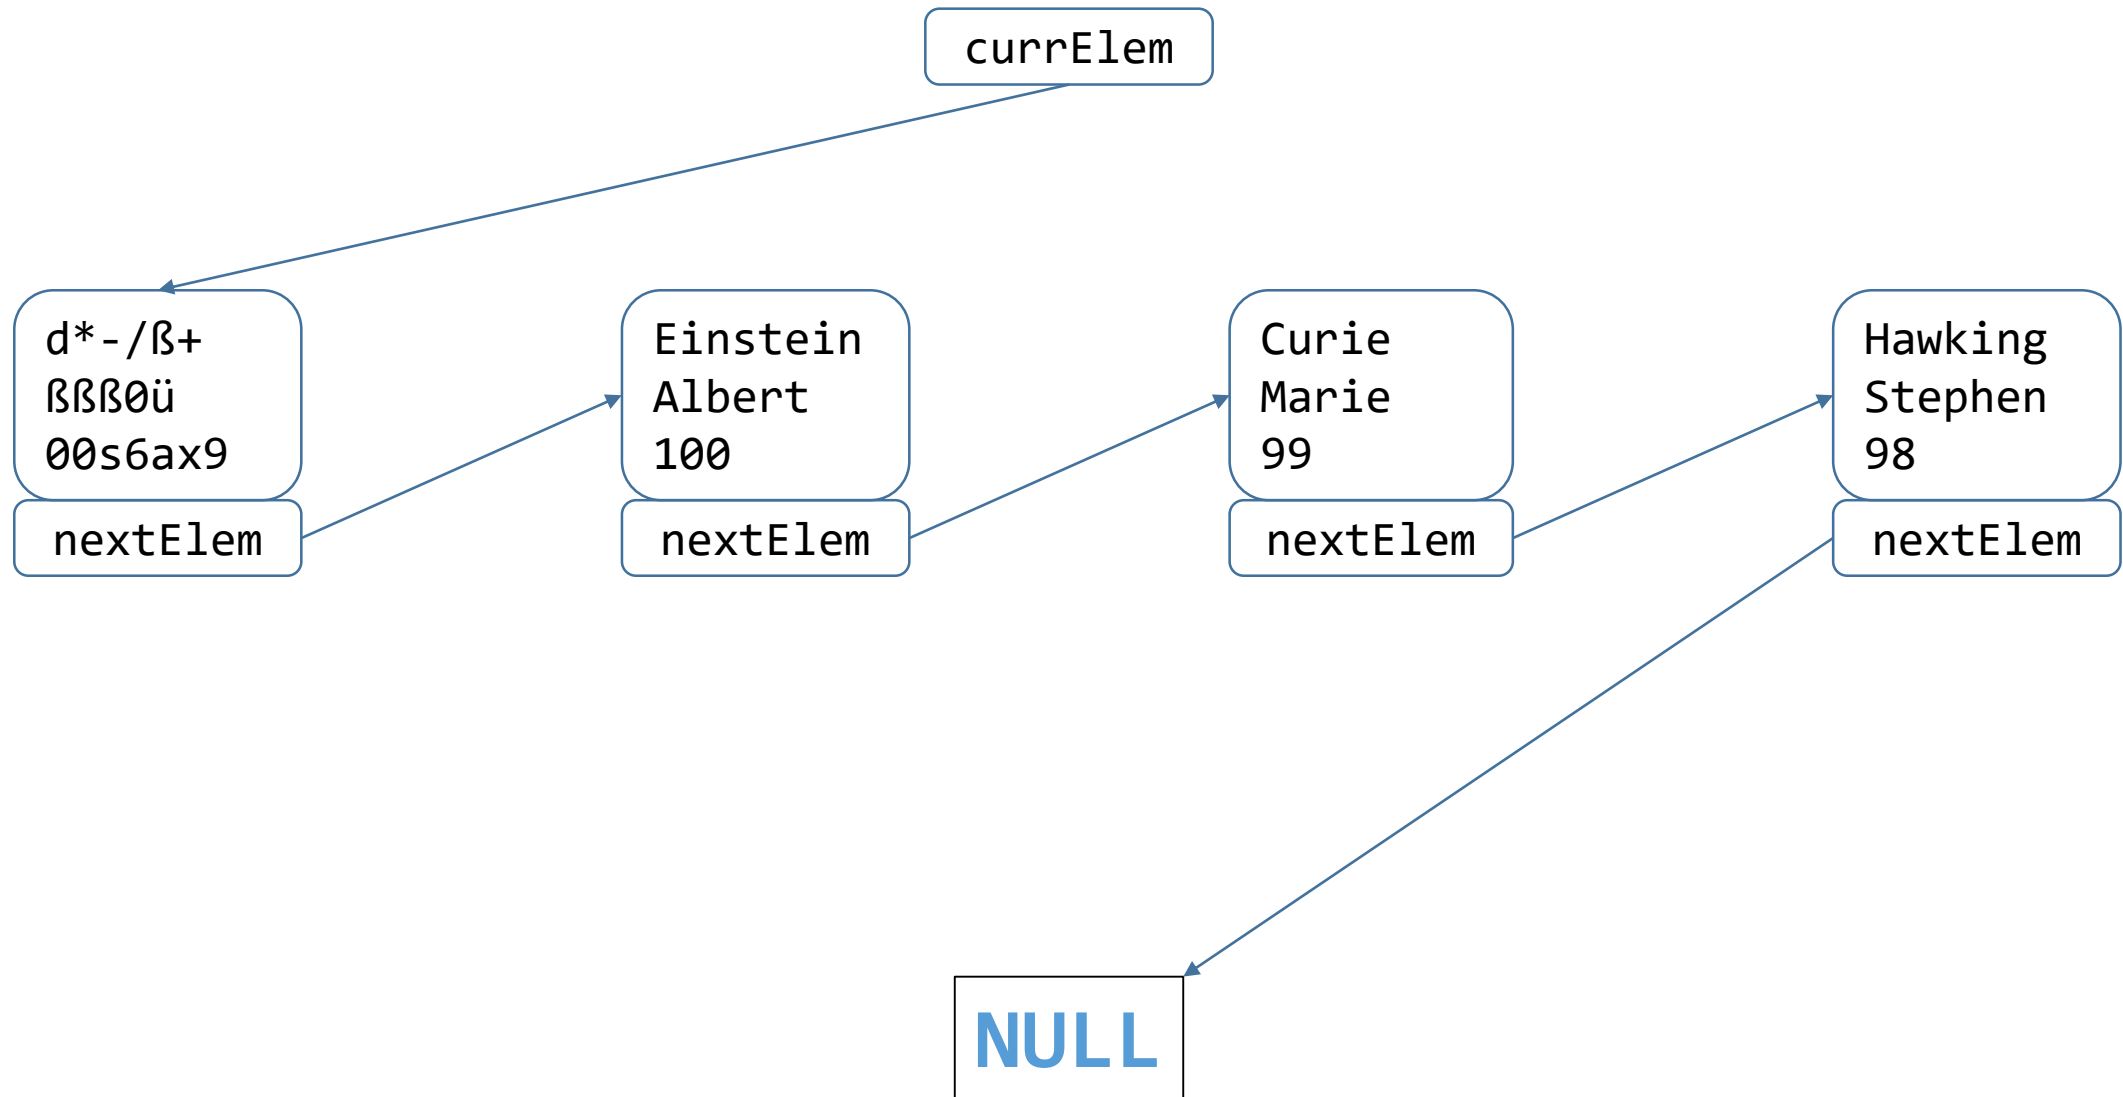 currElem
d*-/ß+
ßßß0ü
00s6ax9
nextElem
Einstein
Albert
100
nextElem
Curie
Marie
99
nextElem
Hawking
Stephen
98
nextElem
NULL